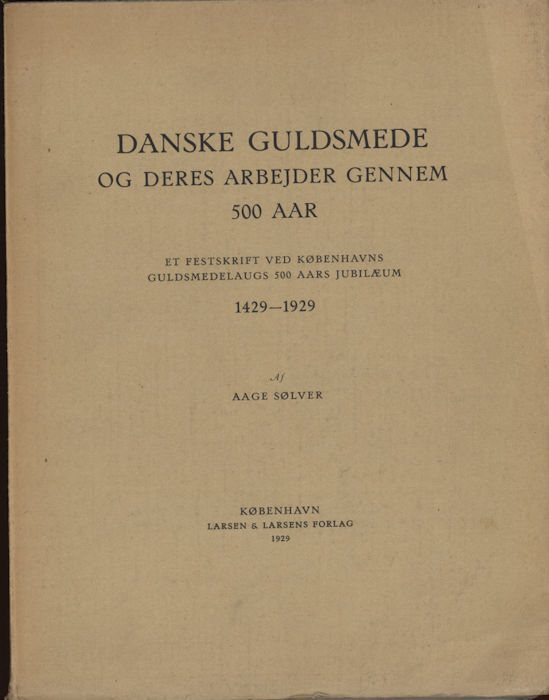 DANSKE GULDSMEDE
OG DERES ARBEJDER GENNEM
500 AAR
ET FESTSKRIFT VED KØBENHAVNS
GULDSMEDELAUGS 500 AARS JUBILÆUM
1429—1929
Af
AAGE SØLVER
KØBENHAVN
LARSEN & LARSENS FORLAG
1929